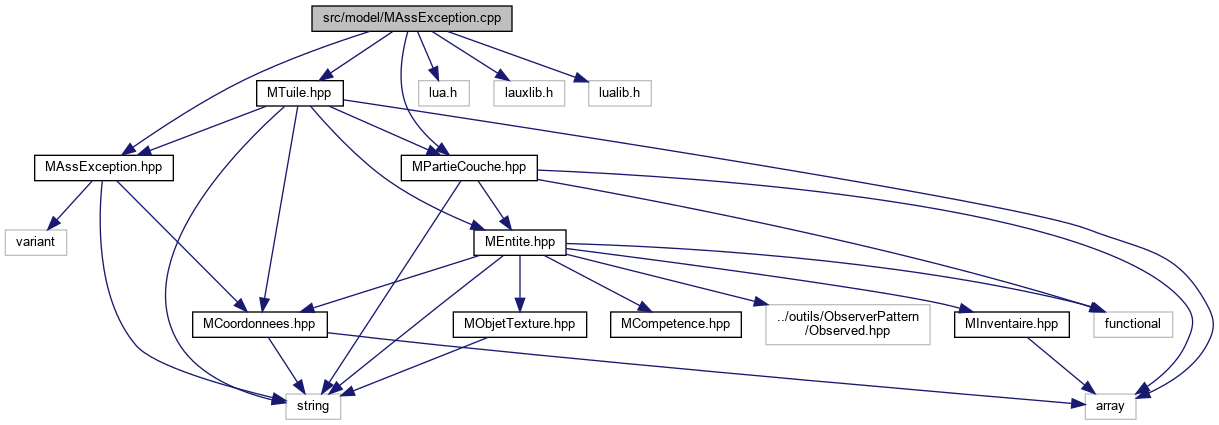 src/model/MAssException.cpp
MTuile.hpp
lua.h
lauxlib.h
lualib.h
MAssException.hpp
MPartieCouche.hpp
variant
MEntite.hpp
MCoordonnees.hpp
MObjetTexture.hpp
MCompetence.hpp
../outils/ObserverPattern
/Observed.hpp
MInventaire.hpp
functional
string
array